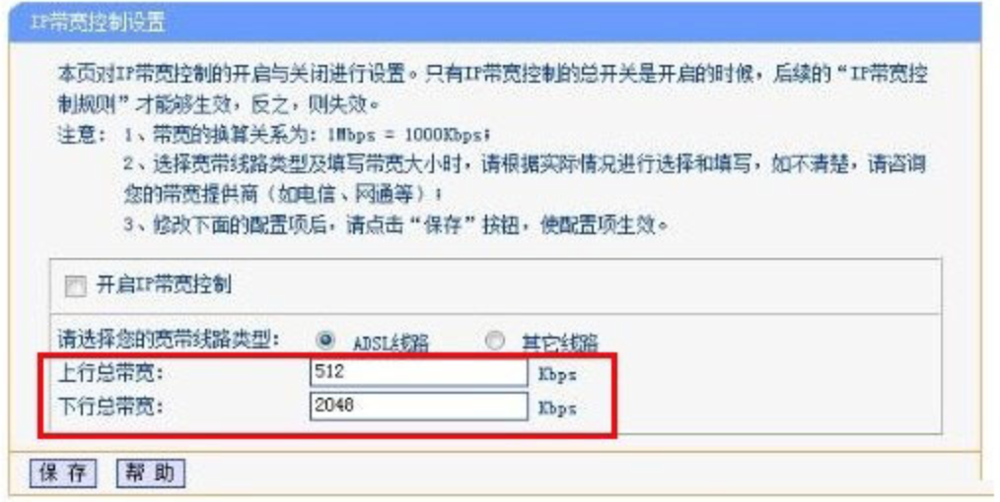 IP带宽控制设置
本页对IP带宽控制的开启与关闭进行设置。只有IP带宽控制的总开关是开启的时候，后续的“IP带宽控
制规则”才能够生效，反之，则失效。
注意： 1、带宽的换算关系为：1Mbps = 1000Kbps；
2、选择宽带线路类型及填写带宽大小时，请根据实际情况进行选择和填写，如不清楚，请咨询
您的带宽提供商（如电信、网通等）；
3、修改下面的配置项后，请点击“保存”按钮，使配置项生效。
开启IP带宽控制
请选择您的宽带线路类型： ADSL线路 其它线路
上行总带宽： 512 Kbps
下行总带宽： 2048 Kbps
保 存 帮 助